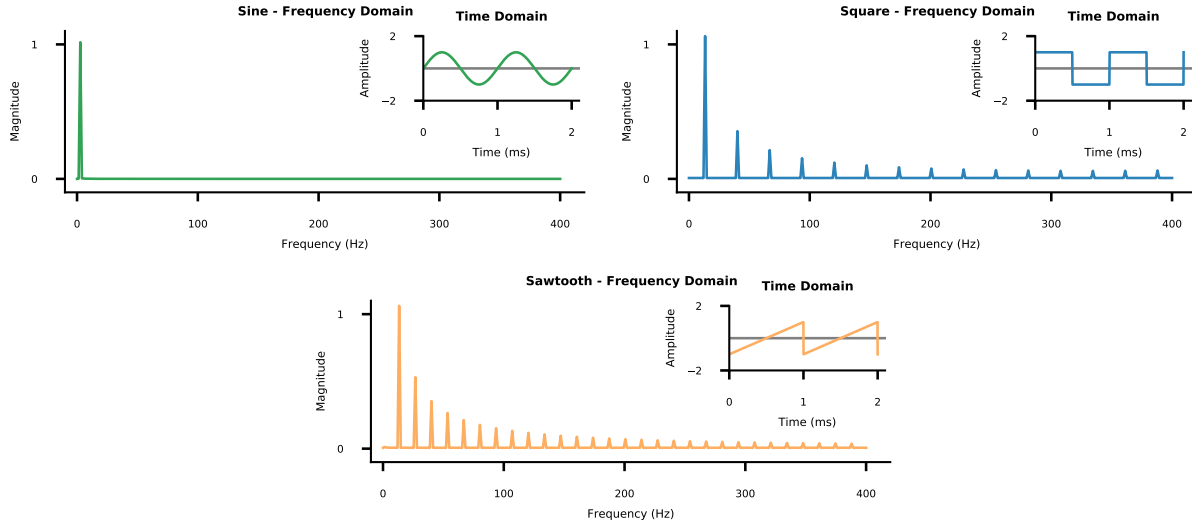 Sine - Frequency Domain
Time Domain
1
0
Magnitude
0 100 200 300 400
Frequency (Hz)
2
−2
Amplitude
0 1 2
Time (ms)
Square - Frequency Domain
Time Domain
1
0
Magnitude
0 100 200 300 400
Frequency (Hz)
2
−2
Amplitude
0 1 2
Time (ms)
Sawtooth - Frequency Domain
Time Domain
1
0
Magnitude
0 100 200 300 400
Frequency (Hz)
2
−2
Amplitude
0 1 2
Time (ms)